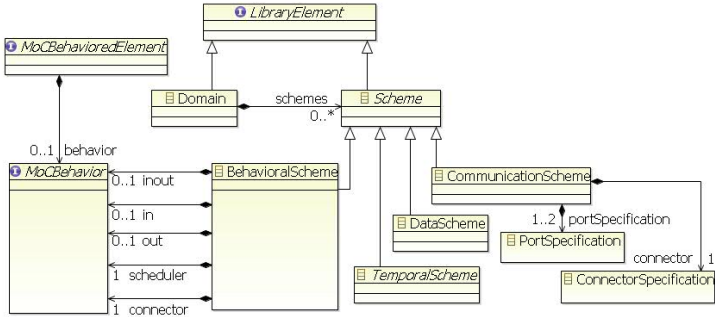 LibraryElement
MoCBehavioredElement
Domain
schemes
0..*
Scheme
0..1 behavior
MoCBehavior
0..1 inout
BehavioralScheme
CommunicationScheme
0..1 in
1..2 portSpecification
DataScheme
0..1 out
PortSpecification
connector 1
1 scheduler
TemporalScheme
ConnectorSpecification
1 connector